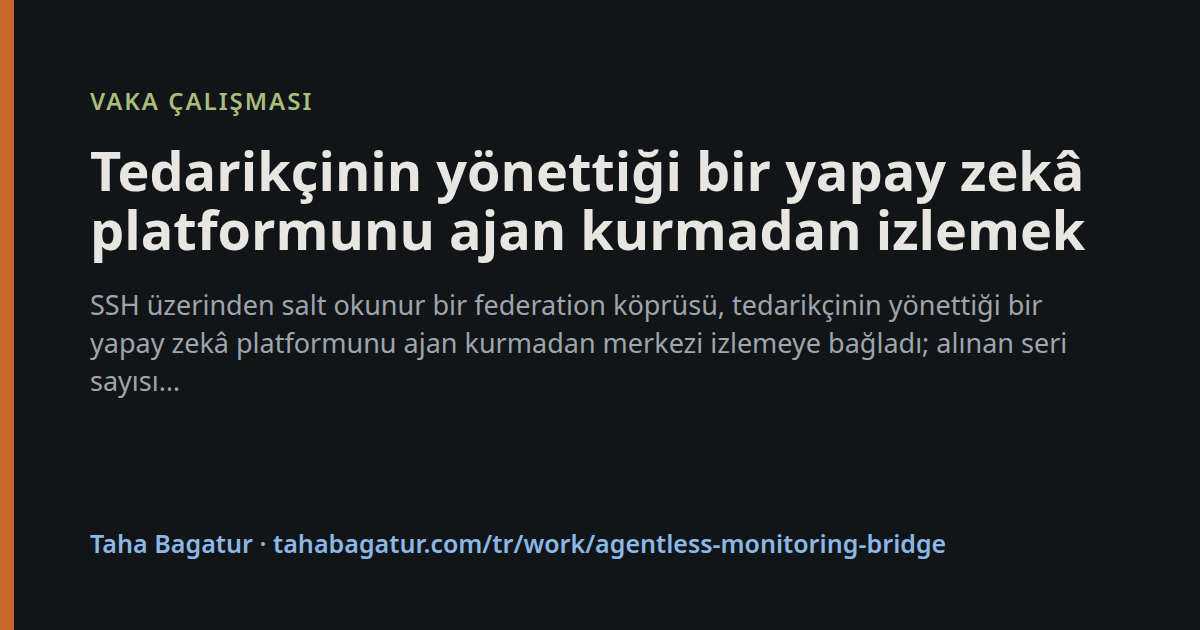 VAKA ÇALIŞMASI
Tedarikçinin yönettiği bir yapay zekâ
platformunu ajan kurmadan izlemek
SSH üzerinden salt okunur bir federation köprüsü, tedarikçinin yönettiği bir
yapay zekâ platformunu ajan kurmadan merkezi izlemeye bağladı; alınan seri
sayısı...
Taha Bagatur · tahabagatur.com/tr/work/agentless-monitoring-bridge